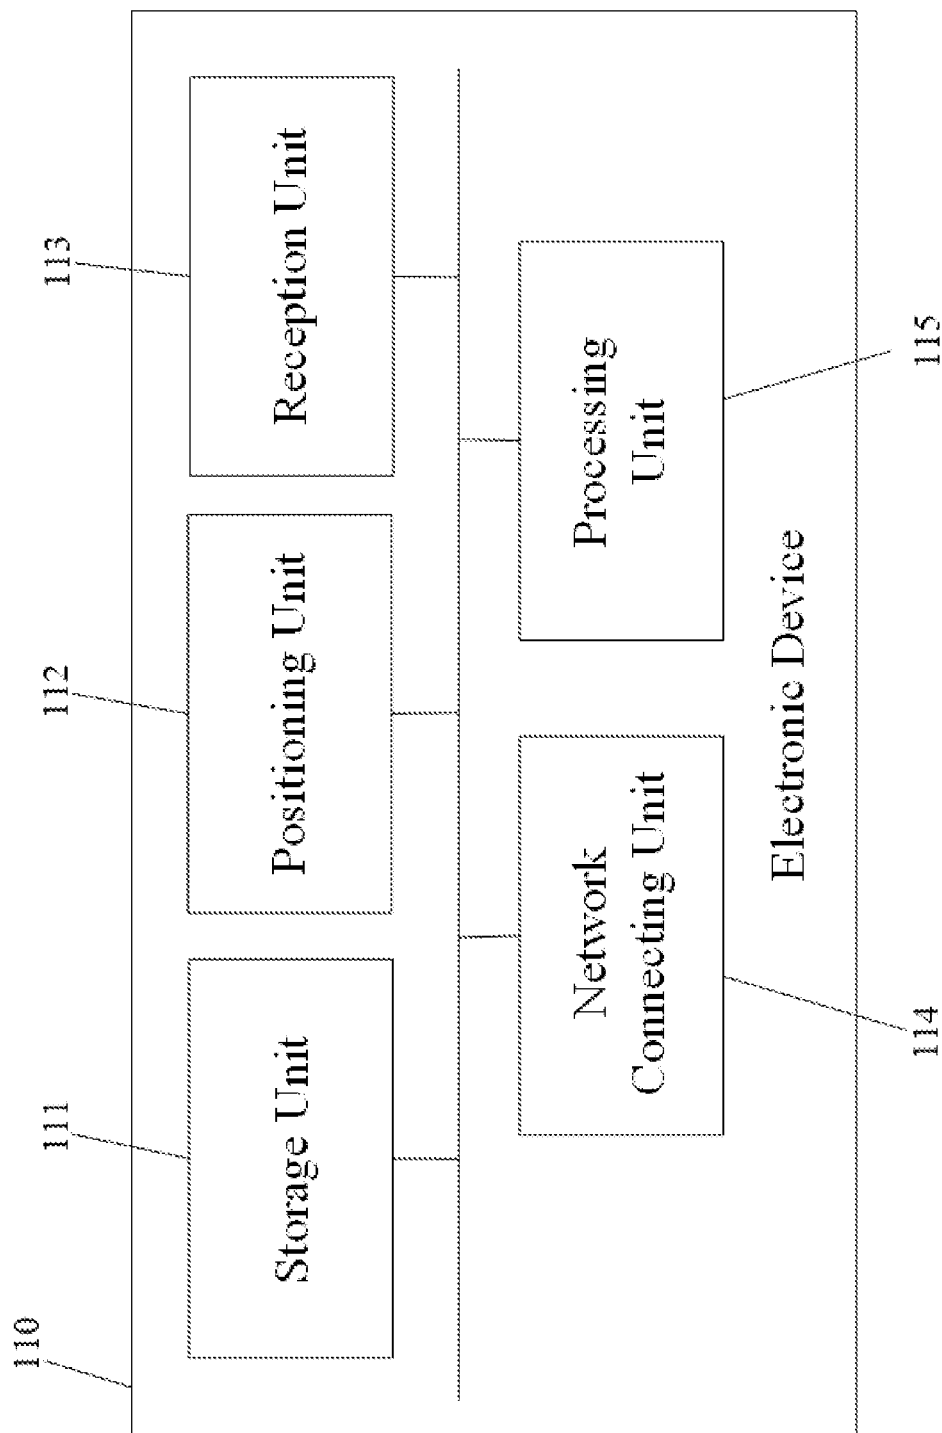 110
111
112
113
Storage Unit
Positioning Unit
Reception Unit
Network
Connecting Unit
Processing
Unit
Electronic Device
114
115